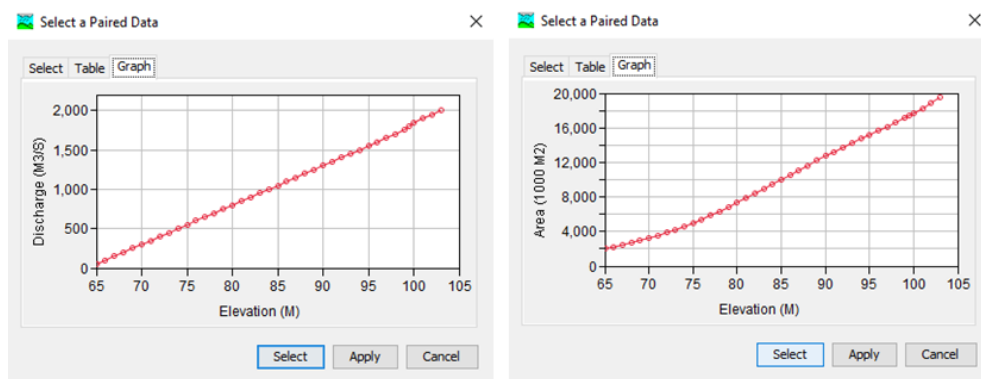 Select a Paired Data
Select Table Graph
2,000
1,500
1,000
500
0
65 70 75 80 85 90 95 100 105
Discharge (M3/S)
Elevation (M)
Select Apply Cancel
Select a Paired Data
Select Table Graph
20,000
16,000
12,000
8,000
4,000
0
65 70 75 80 85 90 95 100 105
Area (1000 M2)
Elevation (M)
Select Apply Cancel